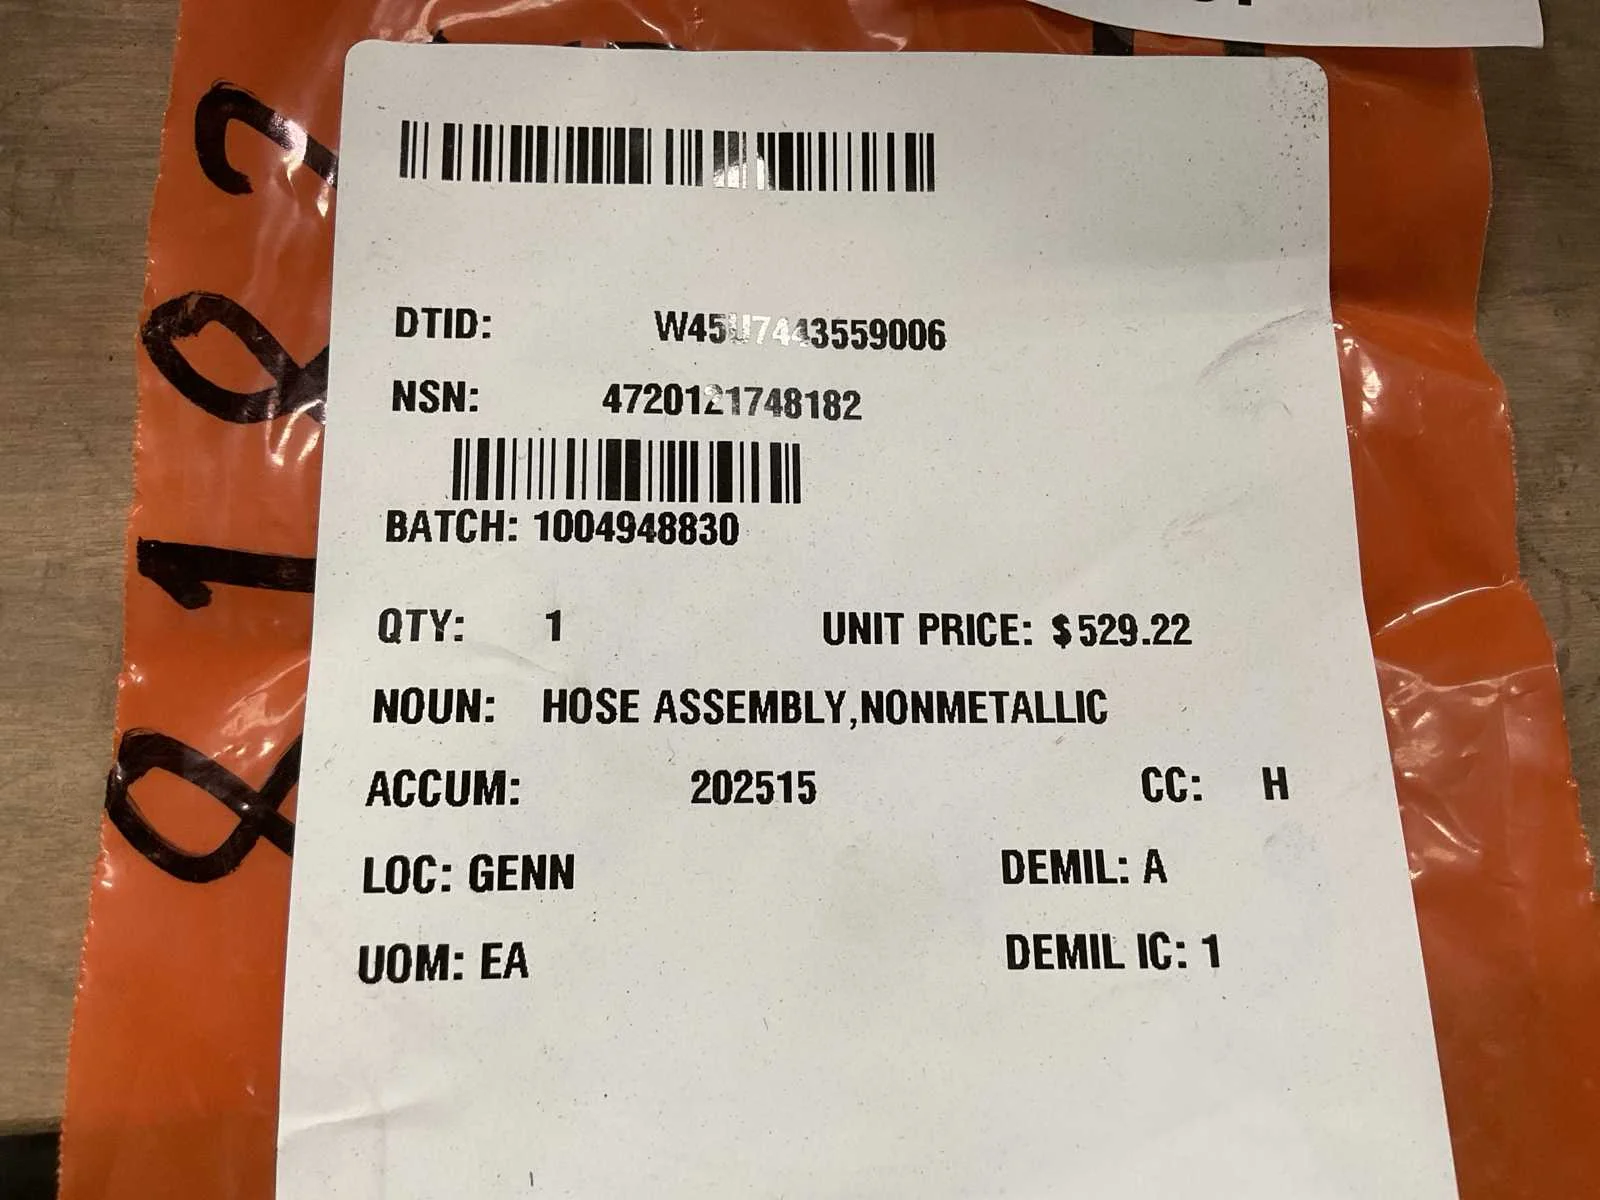 DTID: W45U7443559006
NSN: 4720121748182
BATCH: 1004948830
QTY: 1 UNIT PRICE: $529.22
NOUN: HOSE ASSEMBLY,NONMETALLIC
ACCUM: 202515 CC: H
LOC: GENN DEMIL: A
UOM: EA DEMIL IC: 1
8182